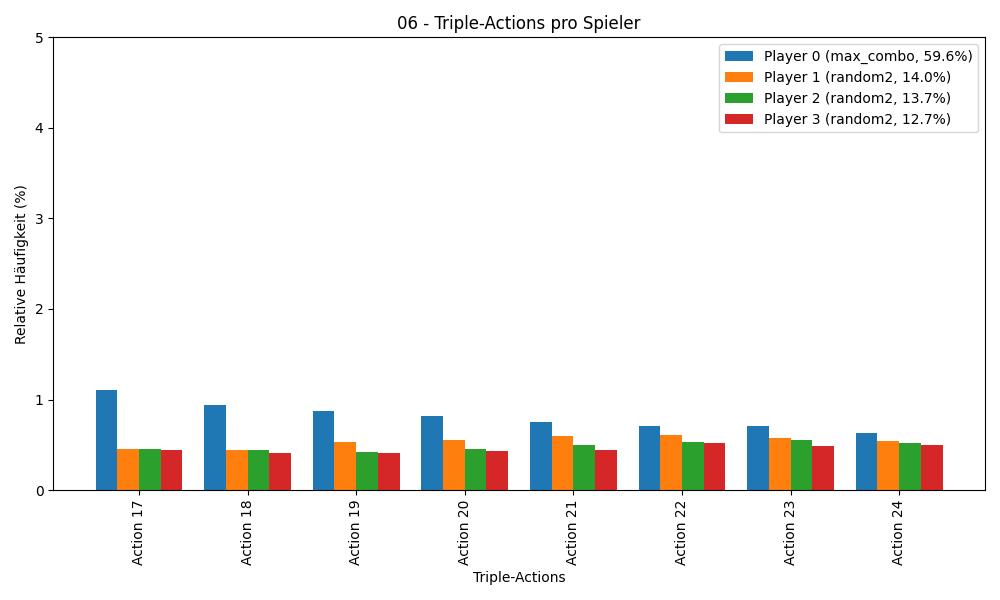 06 - Triple-Actions pro Spieler
Player 0 (max_combo, 59.6%)
Player 1 (random2, 14.0%)
Player 2 (random2, 13.7%)
Player 3 (random2, 12.7%)
Relative Häufigkeit (%)
5
4
3
2
1
0
Action 17
Action 18
Action 19
Action 20
Action 21
Action 22
Action 23
Action 24
Triple-Actions